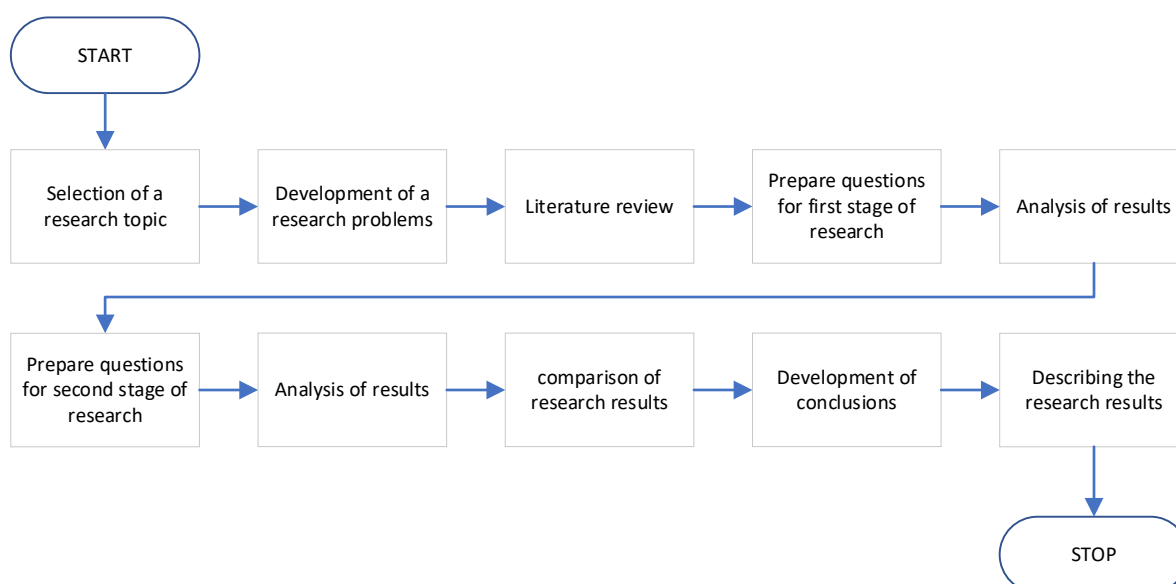 START
Selection of a
research topic
Development of a
research problems
Literature review
Prepare questions
for first stage of
research
Analysis of results
Prepare questions
for second stage of
research
Analysis of results
comparison of
research results
Development of
conclusions
Describing the
research results
STOP